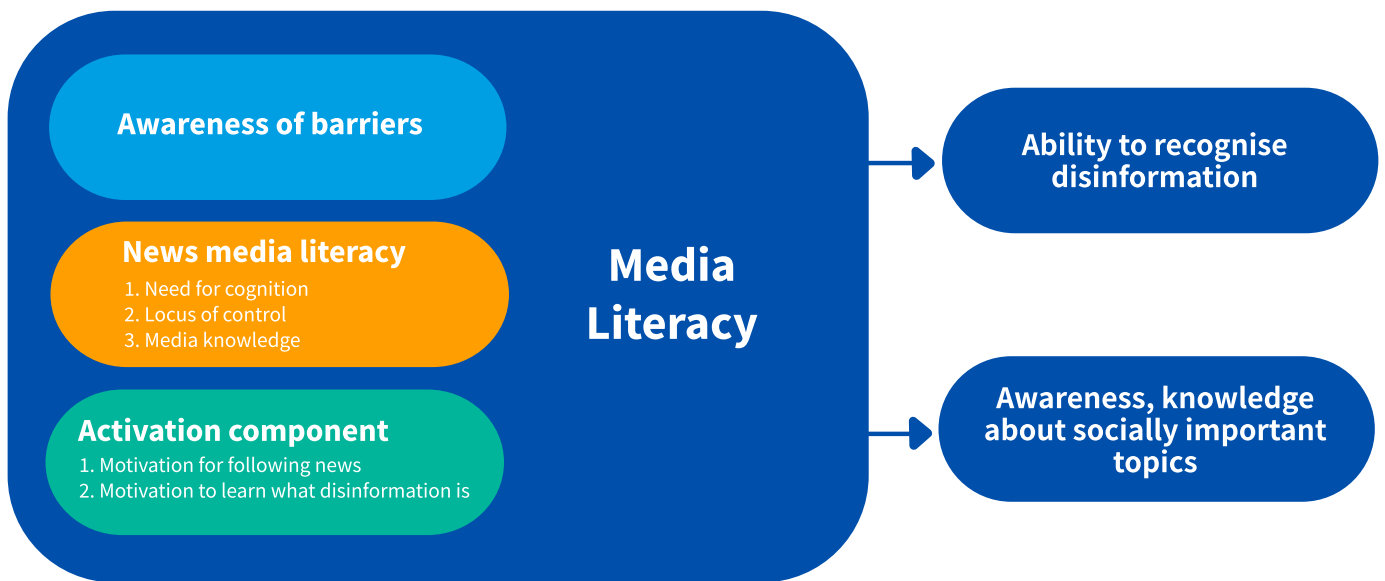 Awareness of barriers
News media literacy
1. Need for cognition
2. Locus of control
3. Media knowledge
Activation component
1. Motivation for following news
2. Motivation to learn what disinformation is
Media
Literacy
Ability to recognise
disinformation
Awareness, knowledge
about socially important
topics